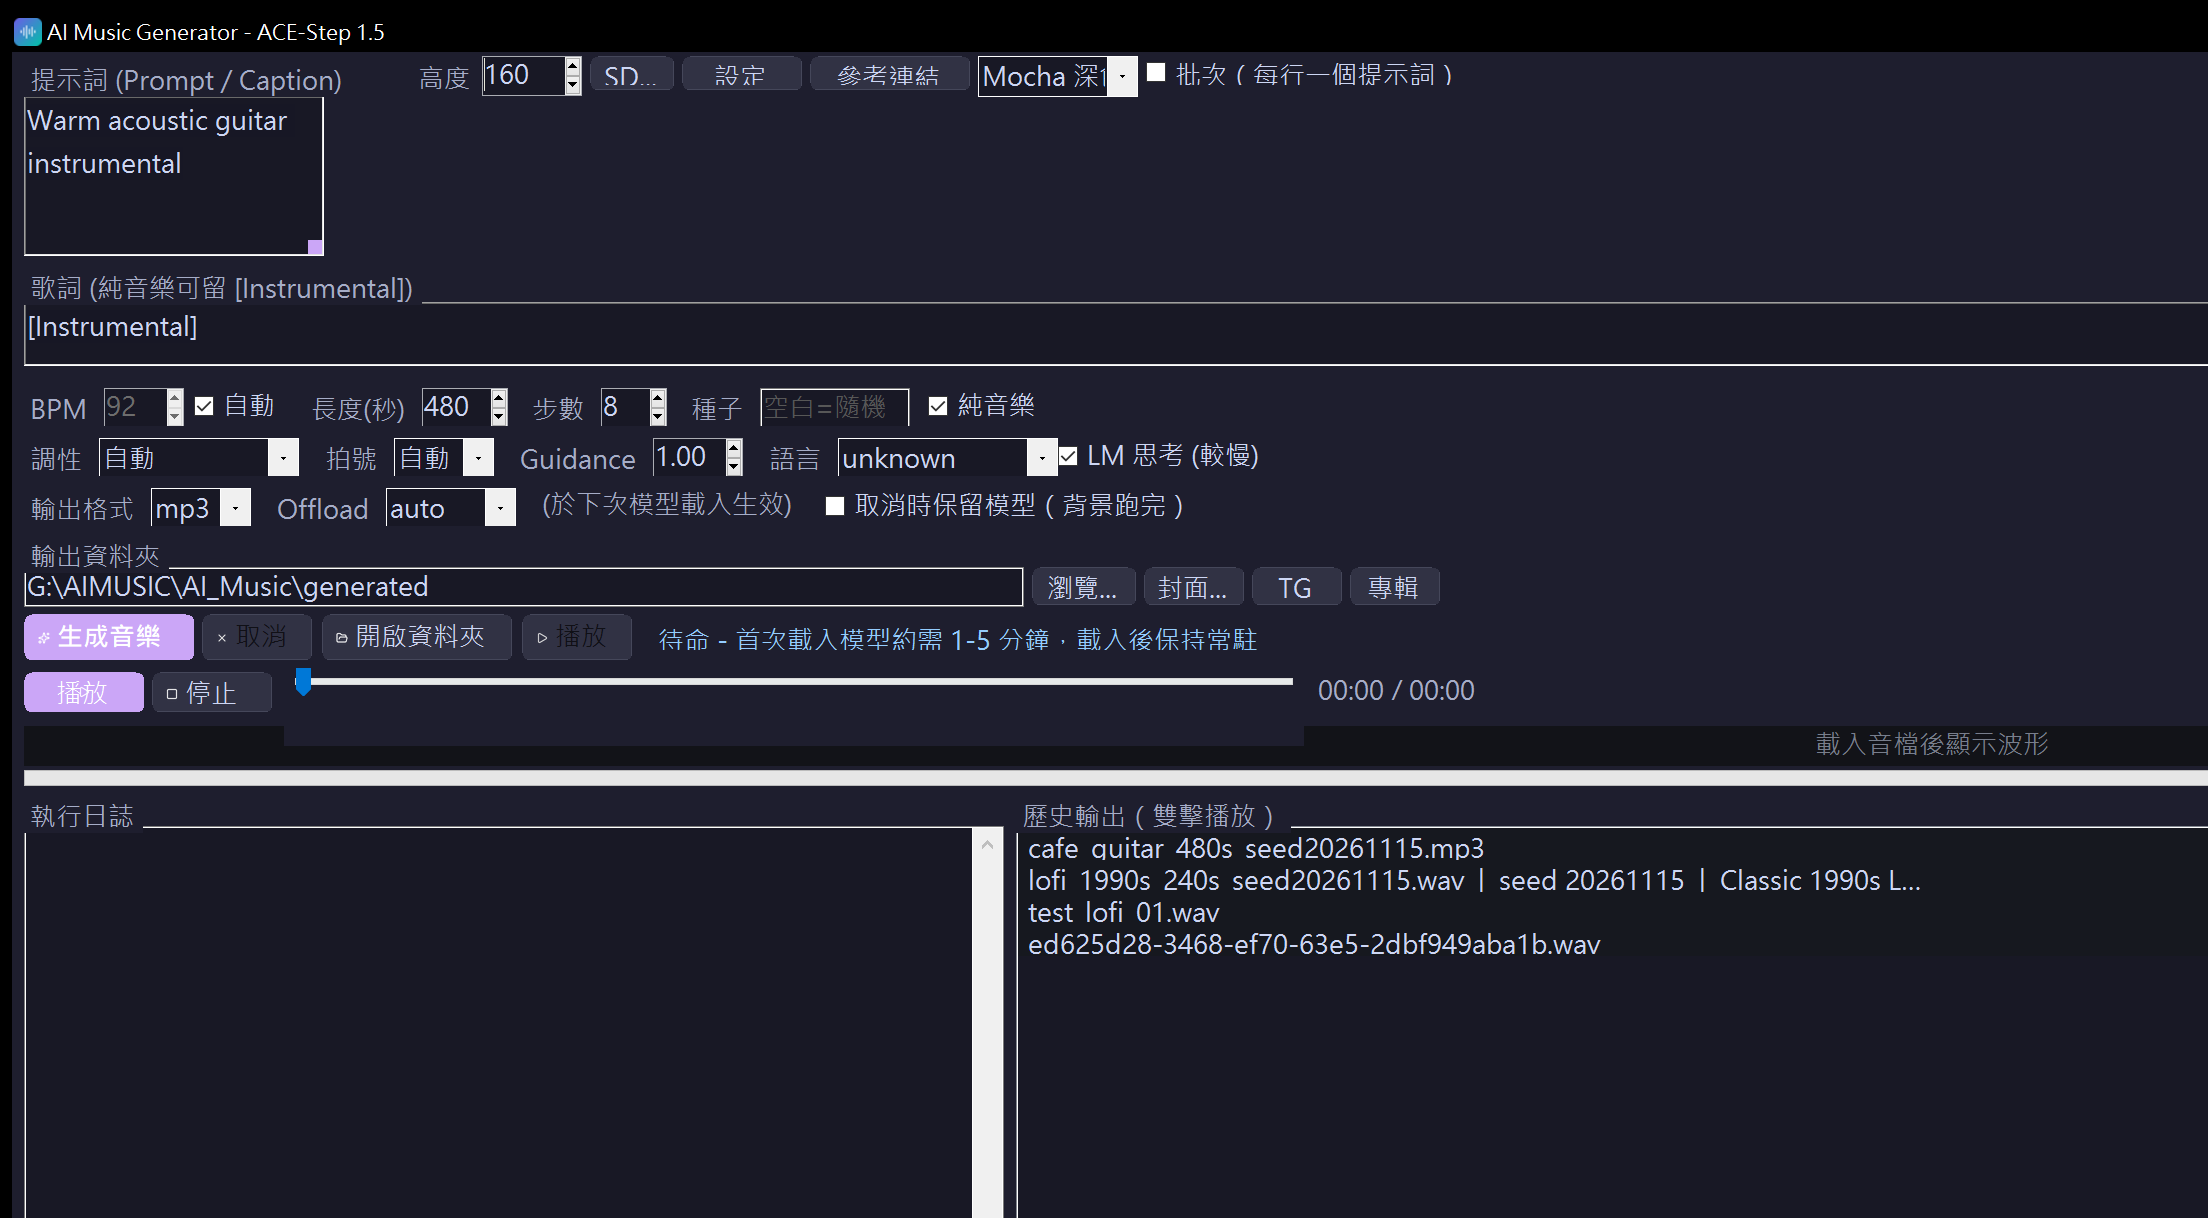 AI Music Generator - ACE-Step 1.5
提示詞 (Prompt / Caption) 高度 160 SD... 設定 參考連結 Mocha 深 批次（每行一個提示詞）
Warm acoustic guitar
instrumental
歌詞 (純音樂可留 [Instrumental])
[Instrumental]
BPM 92 自動 長度(秒) 480 步數 8 種子 空白=隨機 純音樂
調性 自動 拍號 自動 Guidance 1.00 語言 unknown LM 思考 (較慢)
輸出格式 mp3 Offload auto (於下次模型載入生效) 取消時保留模型（背景跑完）
輸出資料夾
G:\AIMUSIC\AI_Music\generated 瀏覽... 封面... TG 專輯
生成音樂 取消 開啟資料夾 播放 待命 - 首次載入模型約需 1-5 分鐘，載入後保持常駐
播放 停止 00:00 / 00:00
載入音檔後顯示波形
執行日誌 歷史輸出（雙擊播放）
cafe_guitar_480s_seed20261115.mp3
lofi_1990s_240s_seed20261115.wav | seed 20261115 | Classic 1990s L...
test_lofi_01.wav
ed625d28-3468-ef70-63e5-2dbf949aba1b.wav